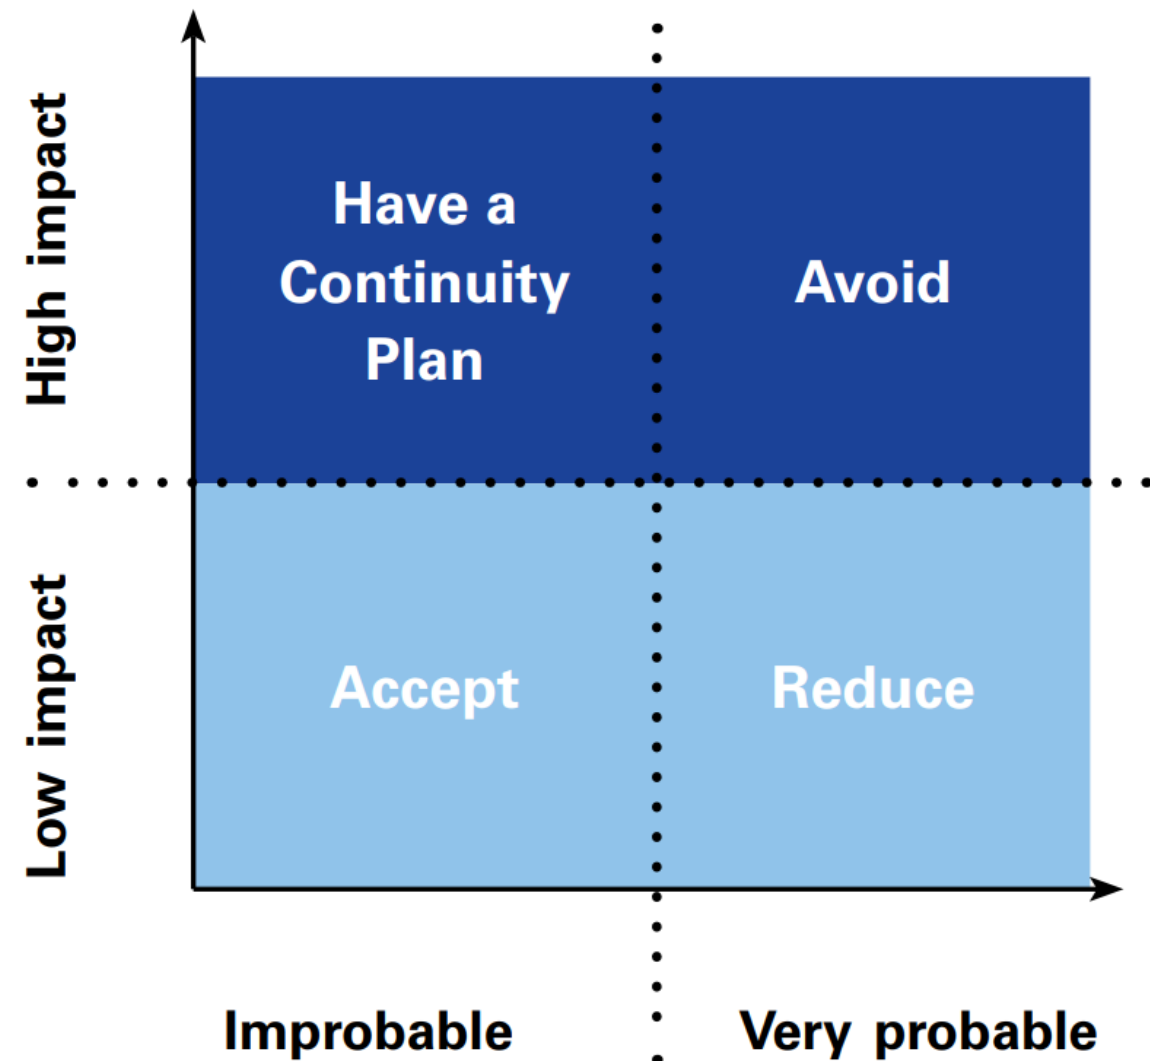 High impact
Have a
Continuity
Plan
Avoid
Low impact
Accept
Reduce
Improbable
Very probable